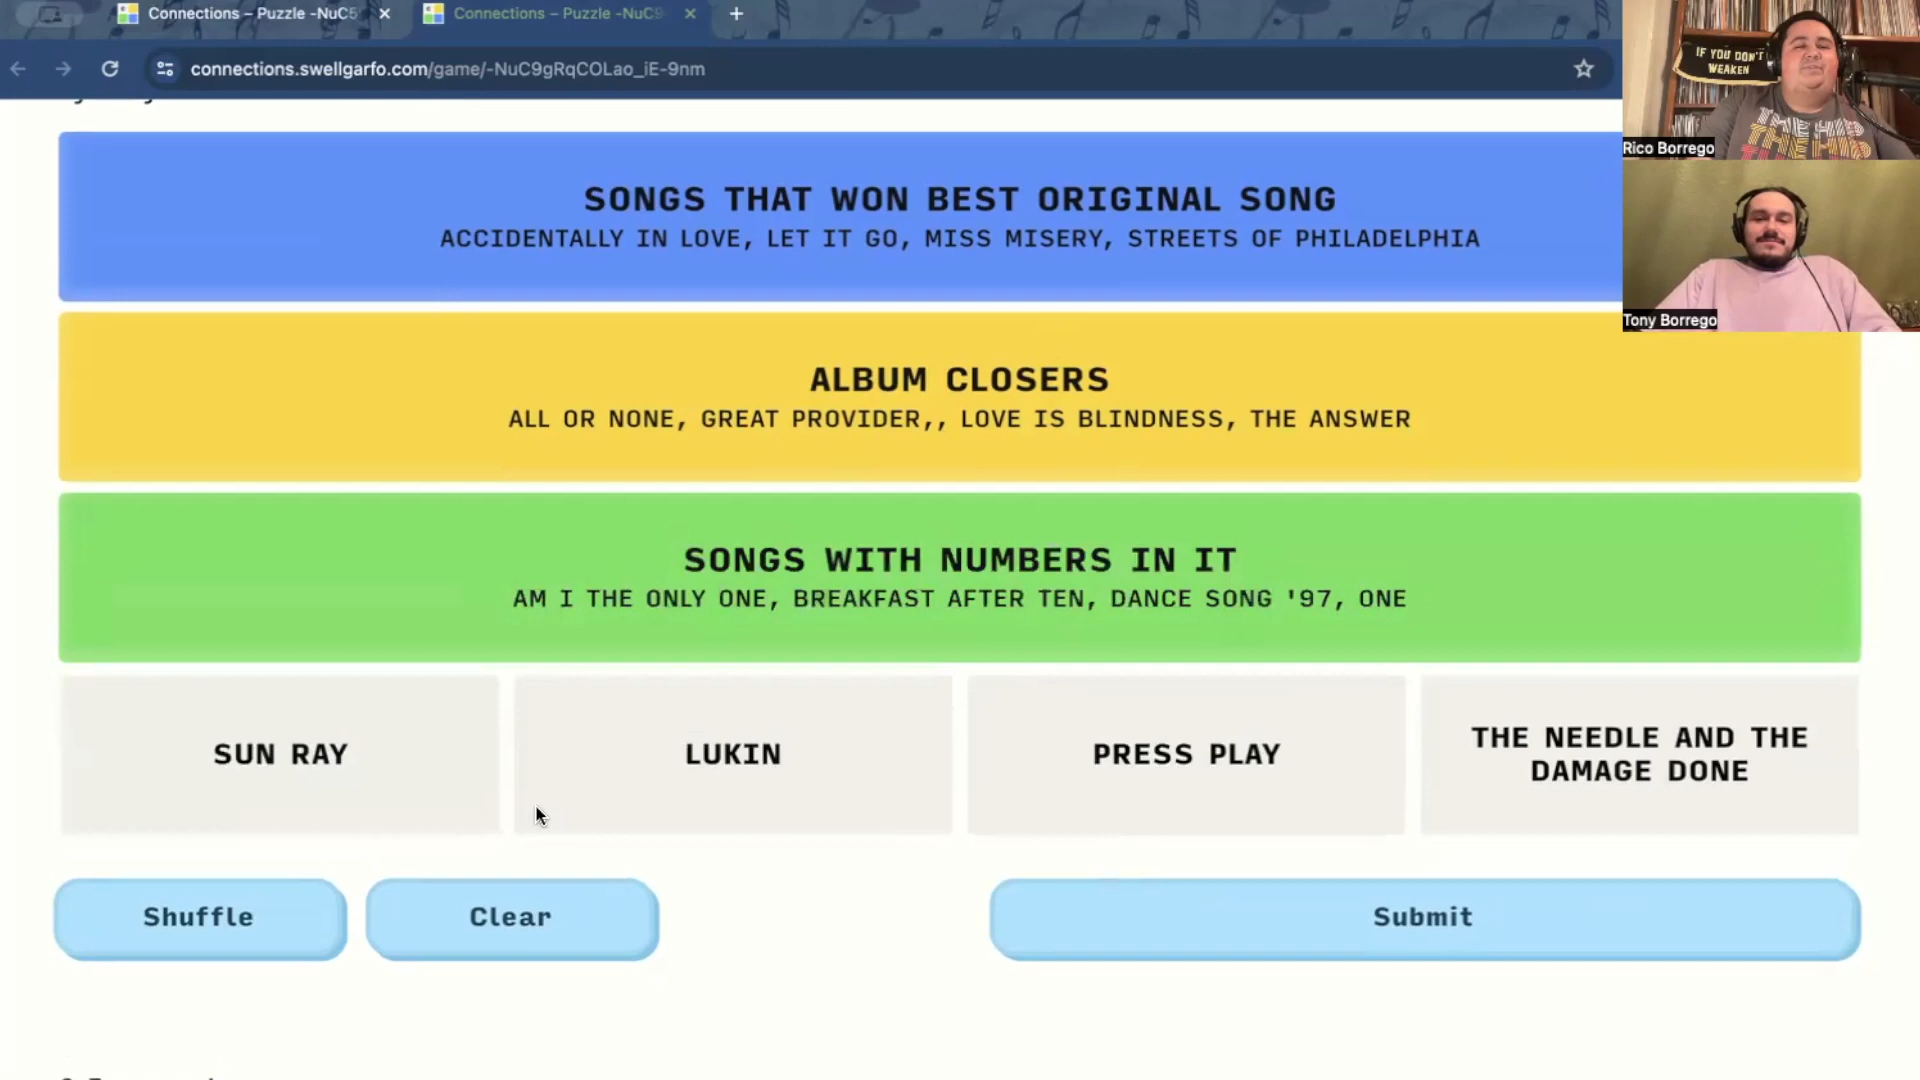 Connections – Puzzle -NuC5
Connections – Puzzle -NuC9
connections.swellgarfo.com/game/-NuC9gRqCOLao_iE-9nm
IF YOU DON'T
WEAKEN
THE HIP
THE HIP
Rico Borrego
Tony Borrego
SONGS THAT WON BEST ORIGINAL SONG
ACCIDENTALLY IN LOVE, LET IT GO, MISS MISERY, STREETS OF PHILADELPHIA
ALBUM CLOSERS
ALL OR NONE, GREAT PROVIDER,, LOVE IS BLINDNESS, THE ANSWER
SONGS WITH NUMBERS IN IT
AM I THE ONLY ONE, BREAKFAST AFTER TEN, DANCE SONG '97, ONE
SUN RAY
LUKIN
PRESS PLAY
THE NEEDLE AND THE
DAMAGE DONE
Shuffle
Clear
Submit